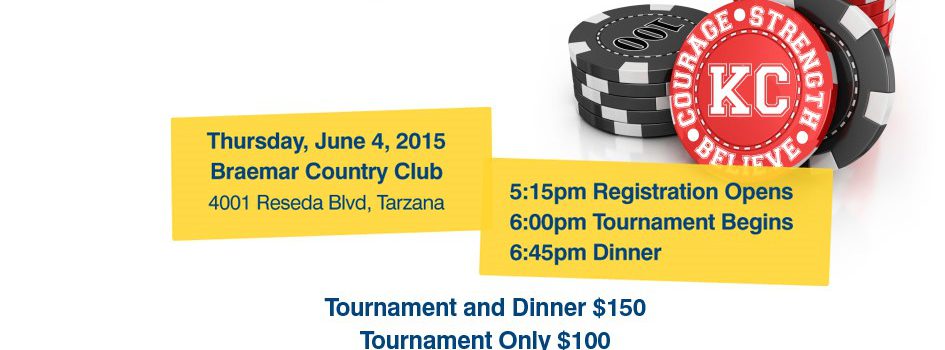 100
COURAGE • STRENGTH • BELIEVE •
KC
Thursday, June 4, 2015
Braemar Country Club
4001 Reseda Blvd, Tarzana
5:15pm Registration Opens
6:00pm Tournament Begins
6:45pm Dinner
Tournament and Dinner $150
Tournament Only $100